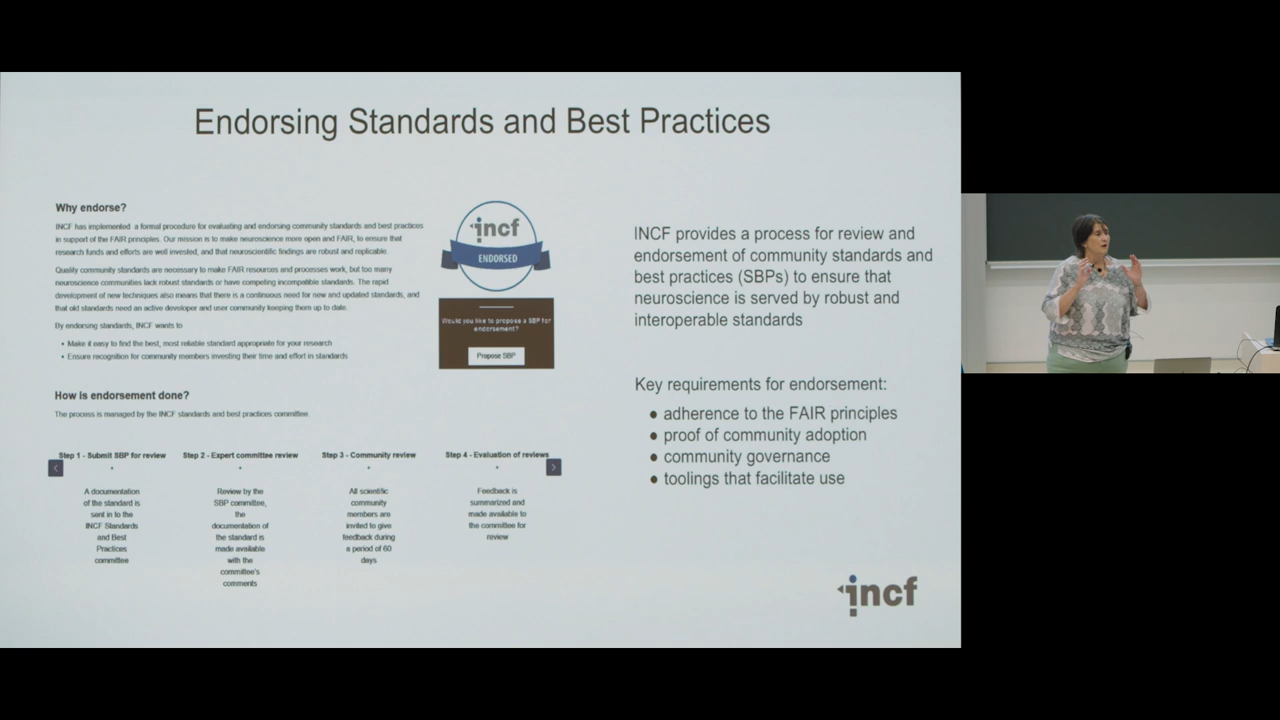 Endorsing Standards and Best Practices
Why endorse?
INCF has implemented a formal procedure for evaluating and endorsing community standards and best practices
in support of the FAIR principles. Our mission is to make neuroscience more open and FAIR, to ensure that
research funds and efforts are well invested, and that neuroscientific findings are robust and replicable.
Quality community standards are necessary to make FAIR resources and processes work, but too many
neuroscience communities lack robust standards or have competing incompatible standards. The rapid
development of new techniques also means that there is a continuous need for new and updated standards, and
that old standards need an active developer and user community keeping them up to date.
By endorsing standards, INCF wants to
• Make it easy to find the best, most reliable standard appropriate for your research
• Ensure recognition for community members investing their time and effort in standards
incf
ENDORSED
Would you like to propose a SBP for
endorsement?
Propose SBP
How is endorsement done?
The process is managed by the INCF standards and best practices committee.
Step 1 - Submit SBP for review
A documentation
of the standard is
sent in to the
INCF Standards
and Best
Practices
committee
Step 2 - Expert committee review
Review by the
SBP committee,
the
documentation of
the standard is
made available
with the
committee's
comments
Step 3 - Community review
All scientific
community
members are
invited to give
feedback during
a period of 60
days
Step 4 - Evaluation of reviews
Feedback is
summarized and
made available to
the committee for
review
INCF provides a process for review and
endorsement of community standards and
best practices (SBPs) to ensure that
neuroscience is served by robust and
interoperable standards
Key requirements for endorsement:
● adherence to the FAIR principles
● proof of community adoption
● community governance
● toolings that facilitate use
incf